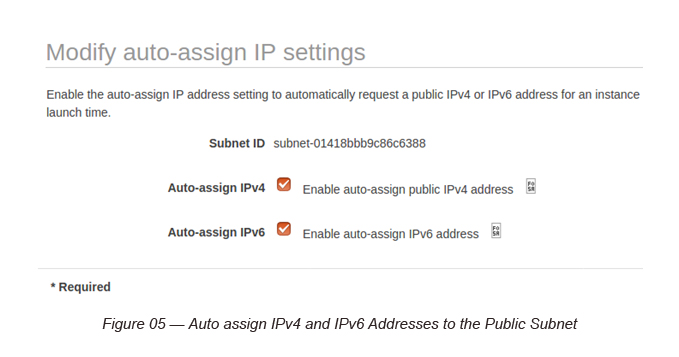 Modify auto-assign IP settings
Enable the auto-assign IP address setting to automatically request a public IPv4 or IPv6 address for an instance
launch time.
Subnet ID subnet-01418bbb9c86c6388
Auto-assign IPv4 Enable auto-assign public IPv4 address
Auto-assign IPv6 Enable auto-assign IPv6 address
* Required
Figure 05 — Auto assign IPv4 and IPv6 Addresses to the Public Subnet